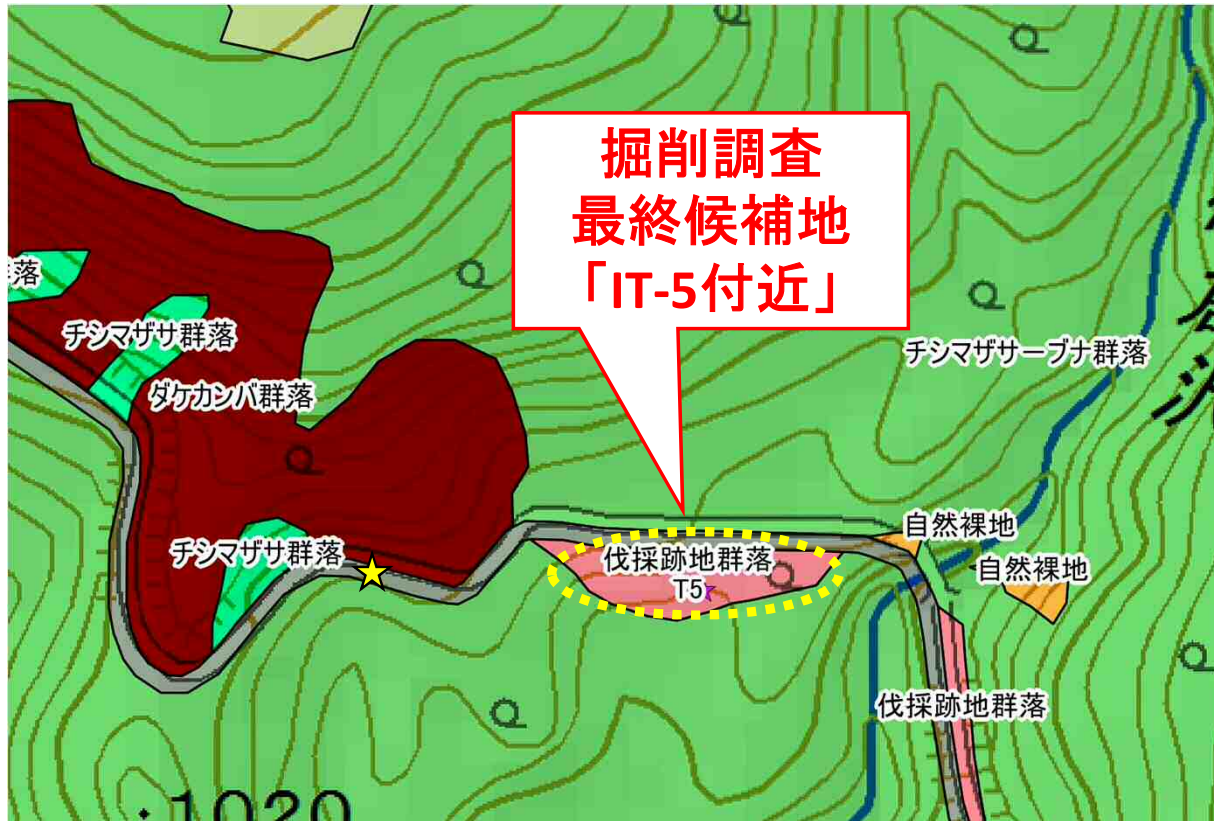 掘削調査
最終候補地
「IT-5付近」
落
チシマザサ群落
チシマザサーブナ群落
ダケカンバ群落
自然裸地
チシマザサ群落
伐採跡地群落
自然裸地
T5
伐採跡地群落
・1020